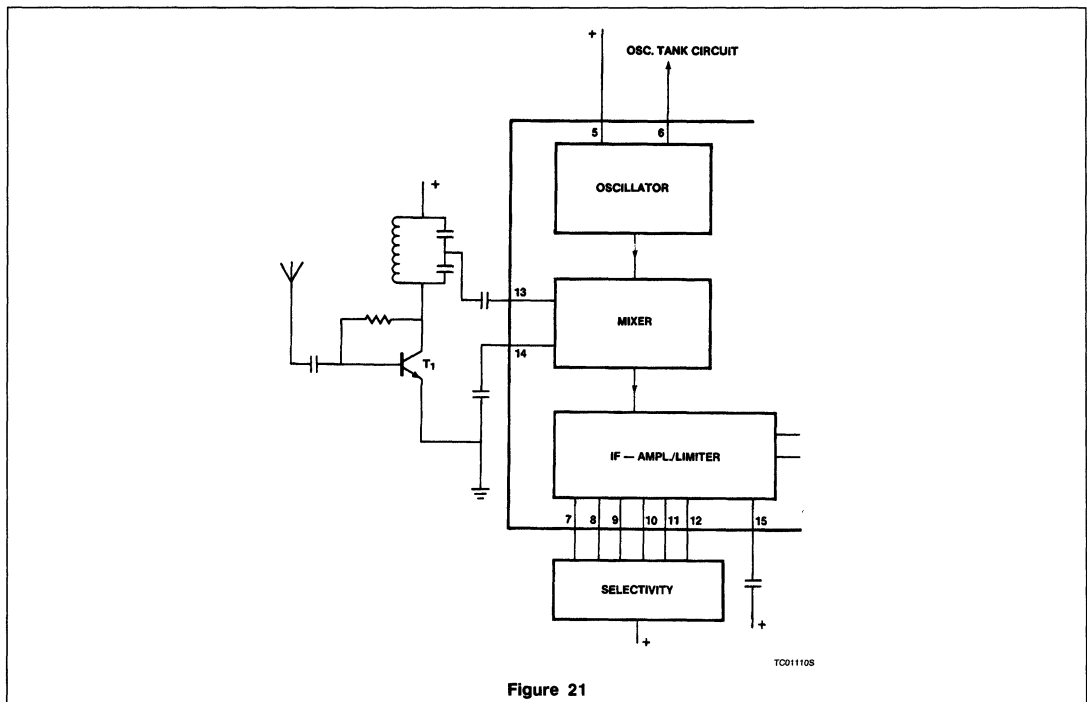 +
OSC. TANK CIRCUIT
5 6
OSCILLATOR
+
13
MIXER
14
T1
IF — AMPL./LIMITER
7 8 9 10 11 12 15
SELECTIVITY
+
+
TC01110S
Figure 21